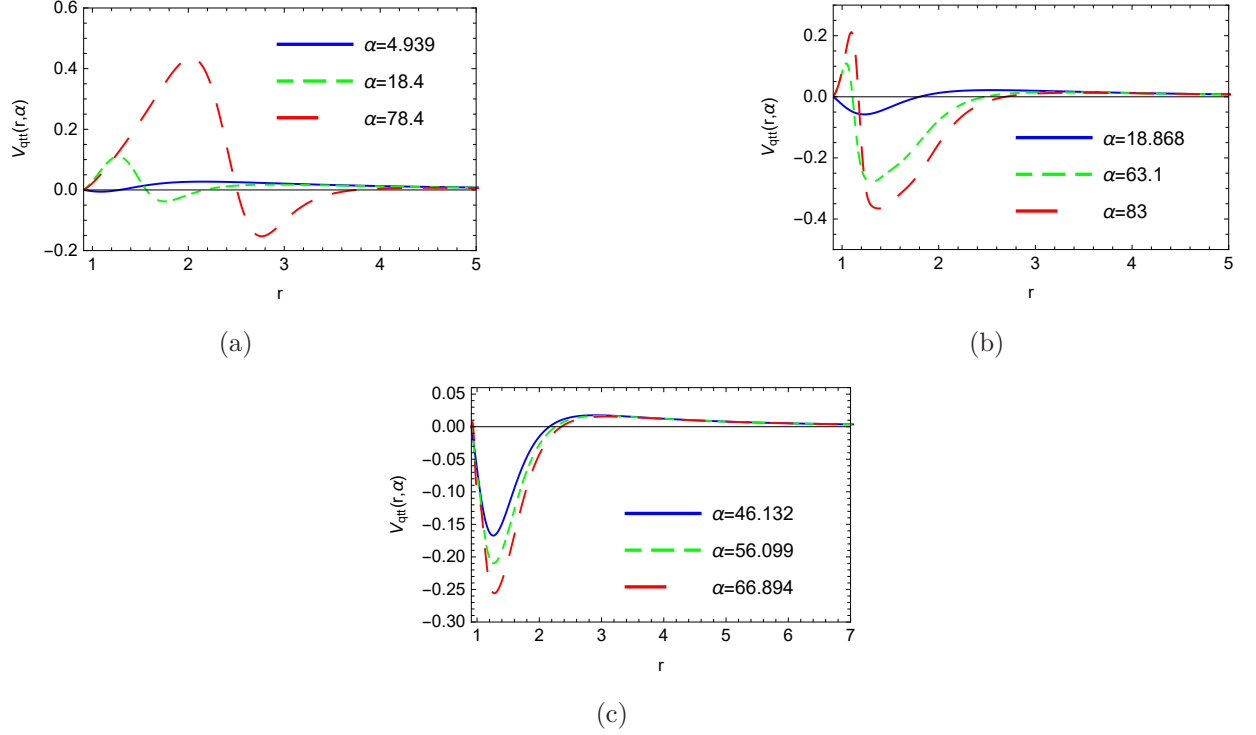 0.6
0.4
0.2
0.0
−0.2
V_qtt(r,α)
α=4.939
α=18.4
α=78.4
1 2 3 4 5
r
(a)
0.2
0.0
−0.2
−0.4
V_qtt(r,α)
α=18.868
α=63.1
α=83
1 2 3 4 5
r
(b)
0.05
0.00
−0.05
−0.10
−0.15
−0.20
−0.25
−0.30
V_qtt(r,α)
α=46.132
α=56.099
α=66.894
1 2 3 4 5 6 7
r
(c)